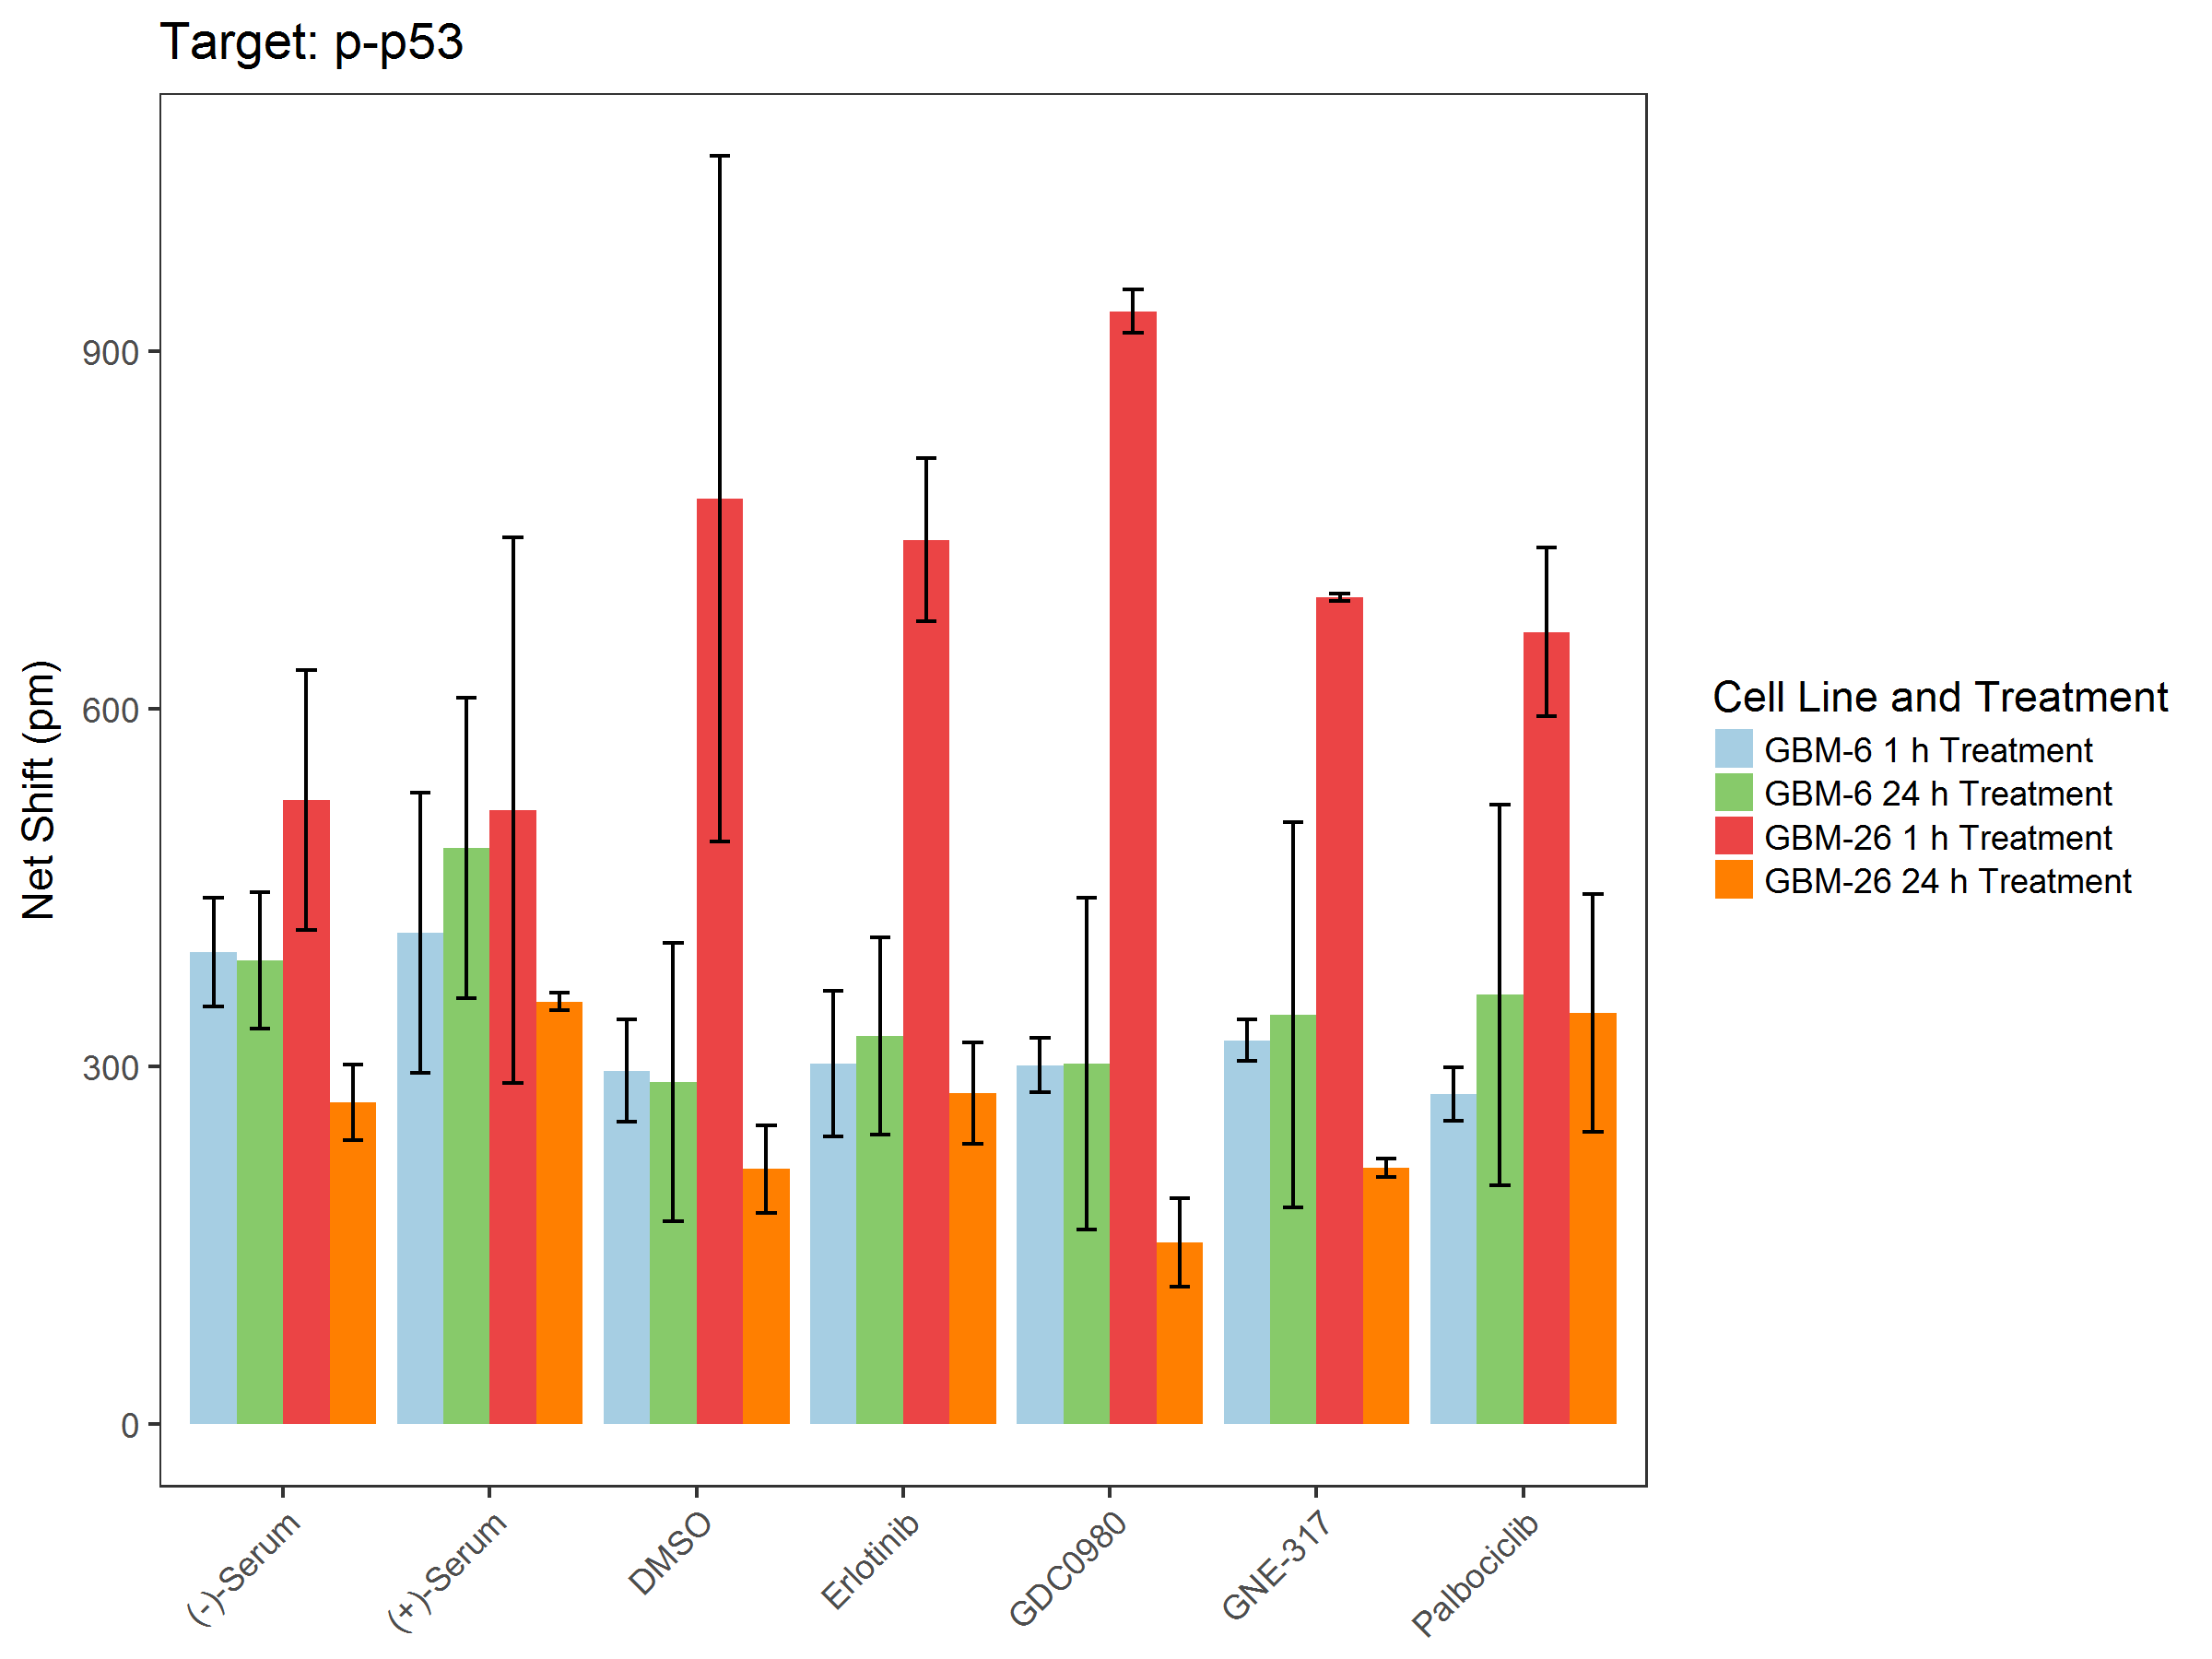 Target: p-p53
Net Shift (pm)
900
600
300
0
(-)-Serum
(+)-Serum
DMSO
Erlotinib
GDC0980
GNE-317
Palbociclib
Cell Line and Treatment
GBM-6 1 h Treatment
GBM-6 24 h Treatment
GBM-26 1 h Treatment
GBM-26 24 h Treatment